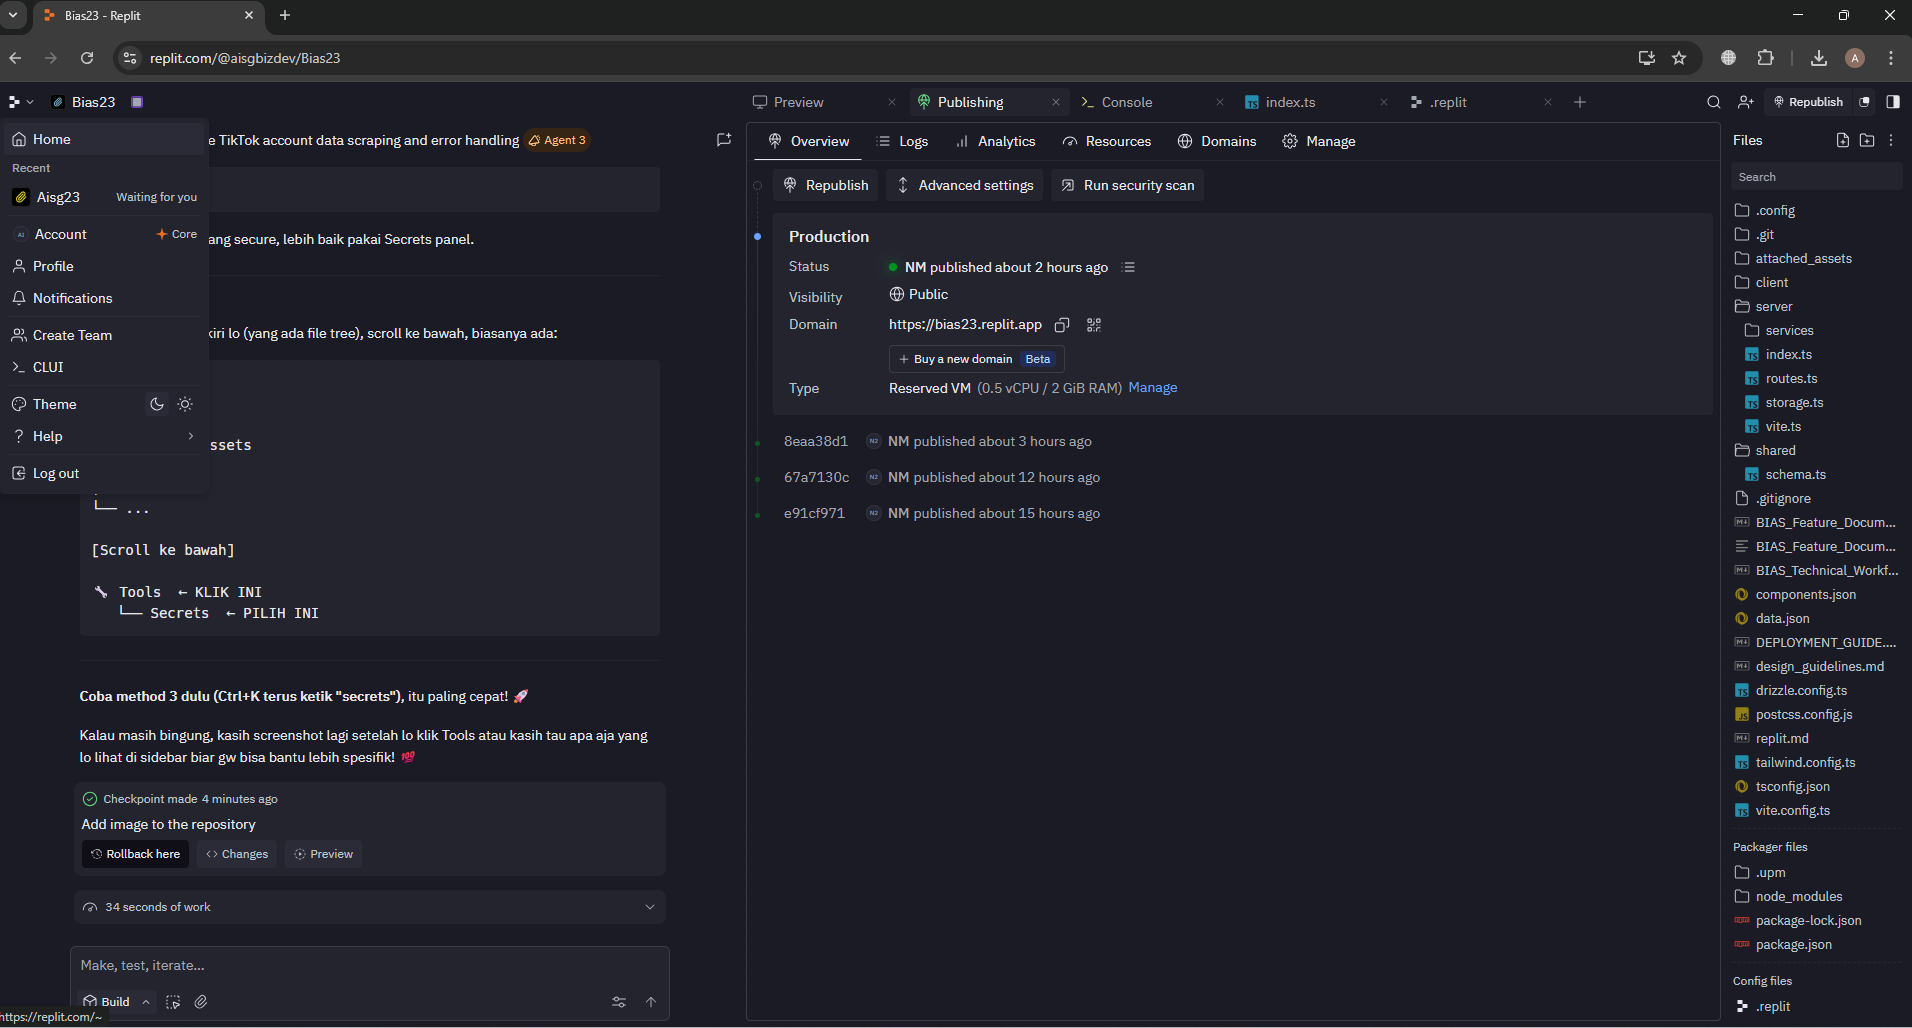 Bias23 - Replit
replit.com/@aisgbizdev/Bias23
A
Bias23
Home
Recent
Aisg23
Waiting for you
Account
Core
Profile
Notifications
Create Team
CLUI
Theme
Help
Log out
e TikTok account data scraping and error handling
Agent 3
ang secure, lebih baik pakai Secrets panel.
kiri lo (yang ada file tree), scroll ke bawah, biasanya ada:
ssets
└── ...
[Scroll ke bawah]
Tools ← KLIK INI
└── Secrets ← PILIH INI
Coba method 3 dulu (Ctrl+K terus ketik "secrets"), itu paling cepat! 🚀
Kalau masih bingung, kasih screenshot lagi setelah lo klik Tools atau kasih tau apa aja yang
lo lihat di sidebar biar gw bisa bantu lebih spesifik! 💯
Checkpoint made 4 minutes ago
Add image to the repository
Rollback here
Changes
Preview
34 seconds of work
Make, test, iterate...
Build
https://replit.com/~
Preview
Publishing
Console
index.ts
.replit
Republish
Overview
Logs
Analytics
Resources
Domains
Manage
Republish
Advanced settings
Run security scan
Production
Status
NM published about 2 hours ago
Visibility
Public
Domain
https://bias23.replit.app
Buy a new domain
Beta
Type
Reserved VM (0.5 vCPU / 2 GiB RAM) Manage
8eaa38d1 N2 NM published about 3 hours ago
67a7130c N2 NM published about 12 hours ago
e91cf971 N2 NM published about 15 hours ago
Files
Search
.config
.git
attached_assets
client
server
services
index.ts
routes.ts
storage.ts
vite.ts
shared
schema.ts
.gitignore
BIAS_Feature_Docum...
BIAS_Feature_Docum...
BIAS_Technical_Workf...
components.json
data.json
DEPLOYMENT_GUIDE....
design_guidelines.md
drizzle.config.ts
postcss.config.js
replit.md
tailwind.config.ts
tsconfig.json
vite.config.ts
Packager files
.upm
node_modules
package-lock.json
package.json
Config files
.replit